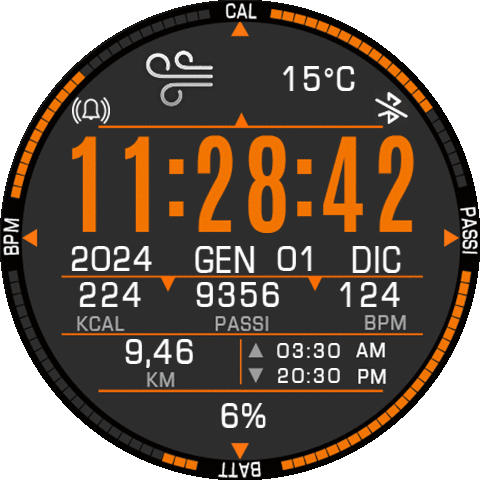 CAL
15°C
11:28:42
BPM
PASSI
2024 GEN 01 DIC
224 9356 124
KCAL PASSI BPM
9,46 03:30 AM
KM 20:30 PM
6%
BATT